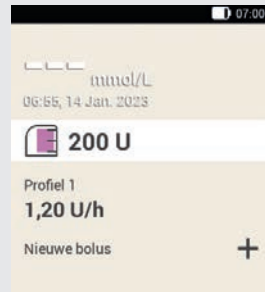 07:00
--- mmol/L
06:55, 14 Jan. 2023
200 U
Profiel 1
1,20 U/h
Nieuwe bolus +